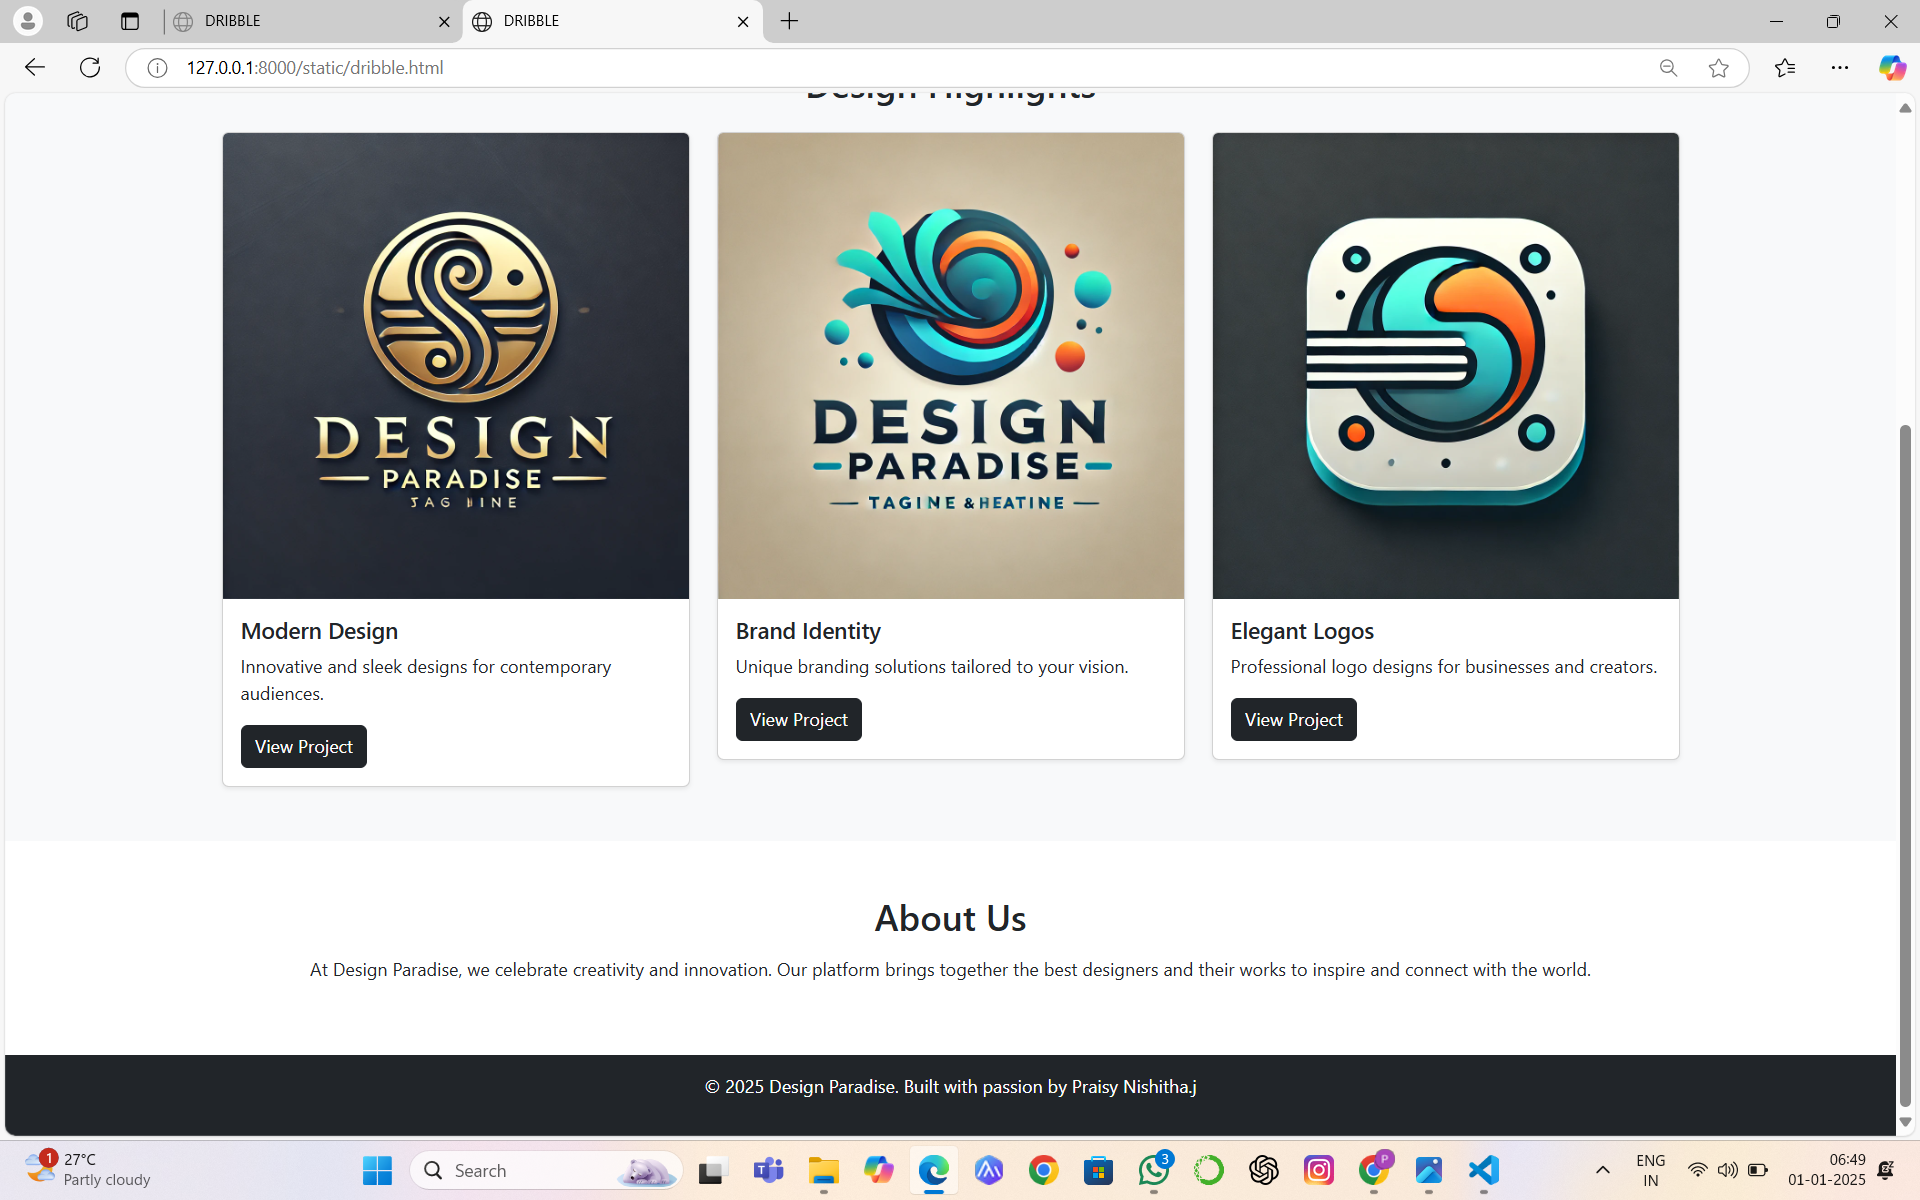 DRIBBLE
DRIBBLE
127.0.0.1:8000/static/dribble.html
Design Highlights
DESIGN
PARADISE
TAG INE
DESIGN
PARADISE
TAGINE & HEATINE
Modern Design
Innovative and sleek designs for contemporary
audiences.
View Project
Brand Identity
Unique branding solutions tailored to your vision.
View Project
Elegant Logos
Professional logo designs for businesses and creators.
View Project
About Us
At Design Paradise, we celebrate creativity and innovation. Our platform brings together the best designers and their works to inspire and connect with the world.
© 2025 Design Paradise. Built with passion by Praisy Nishitha.j
1
27°C
Partly cloudy
Search
3
P
ENG
IN
06:49
01-01-2025